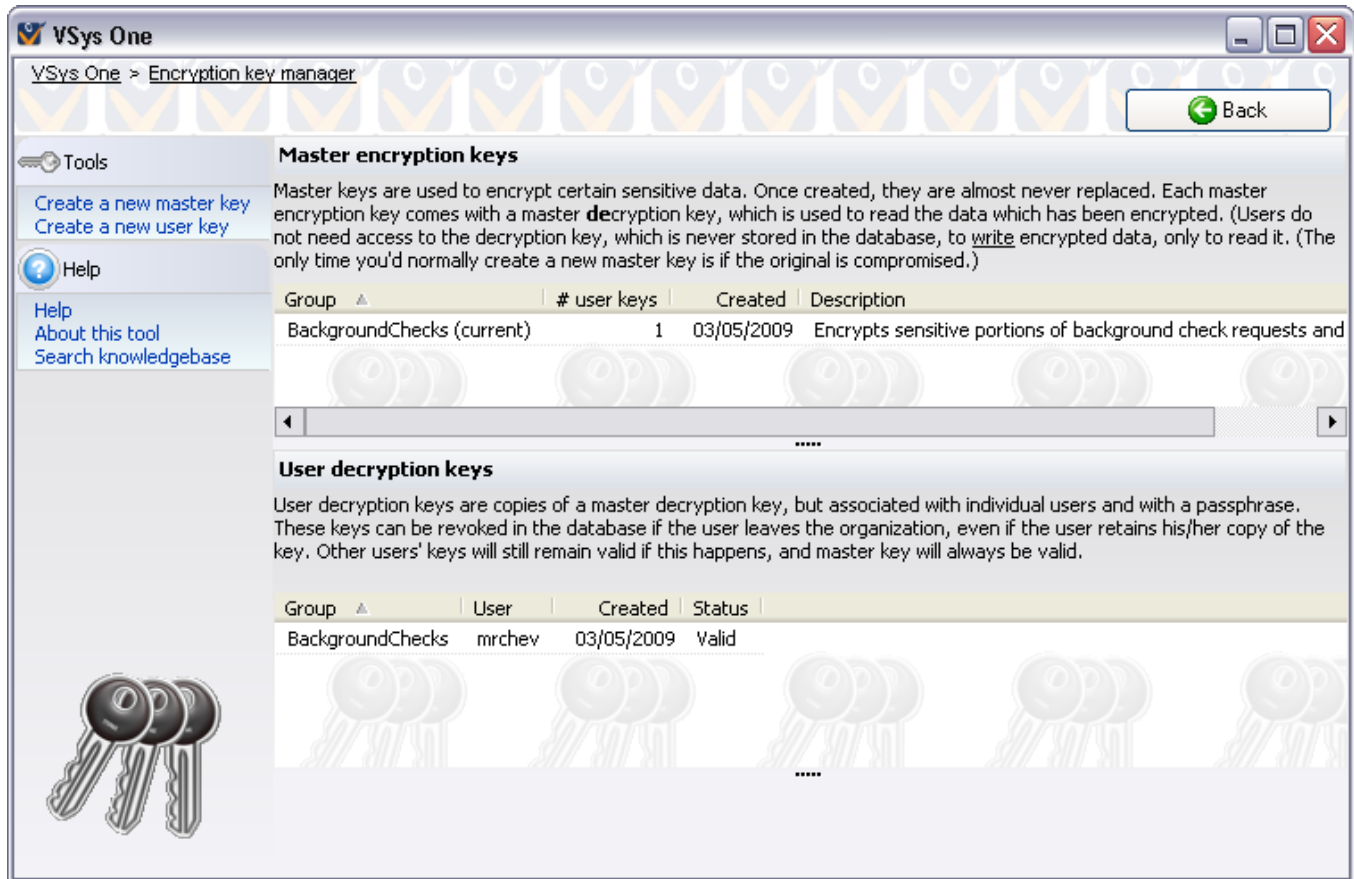 VSys One
VSys One > Encryption key manager
Back
Tools
Create a new master key
Create a new user key
Help
Help
About this tool
Search knowledgebase
Master encryption keys
Master keys are used to encrypt certain sensitive data. Once created, they are almost never replaced. Each master
encryption key comes with a master decryption key, which is used to read the data which has been encrypted. (Users do
not need access to the decryption key, which is never stored in the database, to write encrypted data, only to read it. (The
only time you'd normally create a new master key is if the original is compromised.)
Group # user keys Created Description
BackgroundChecks (current) 1 03/05/2009 Encrypts sensitive portions of background check requests and
User decryption keys
User decryption keys are copies of a master decryption key, but associated with individual users and with a passphrase.
These keys can be revoked in the database if the user leaves the organization, even if the user retains his/her copy of the
key. Other users' keys will still remain valid if this happens, and master key will always be valid.
Group User Created Status
BackgroundChecks mrchev 03/05/2009 Valid